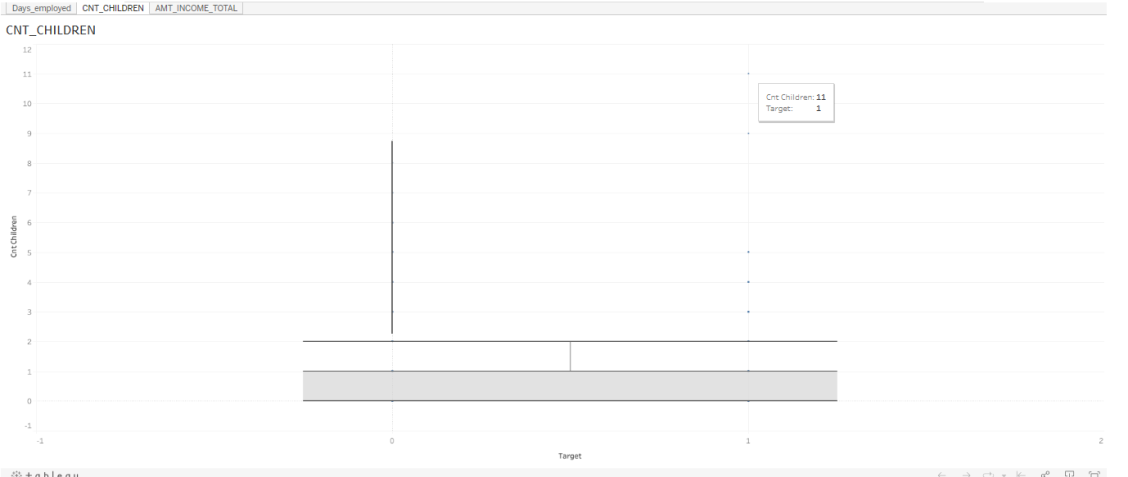 Days_employed CNT_CHILDREN AMT_INCOME_TOTAL
CNT_CHILDREN
12
11
10
9
8
7
6
5
4
3
2
1
0
-1
Cnt Children
Cnt Children: 11
Target: 1
-1 0 1 2
Target
tableau